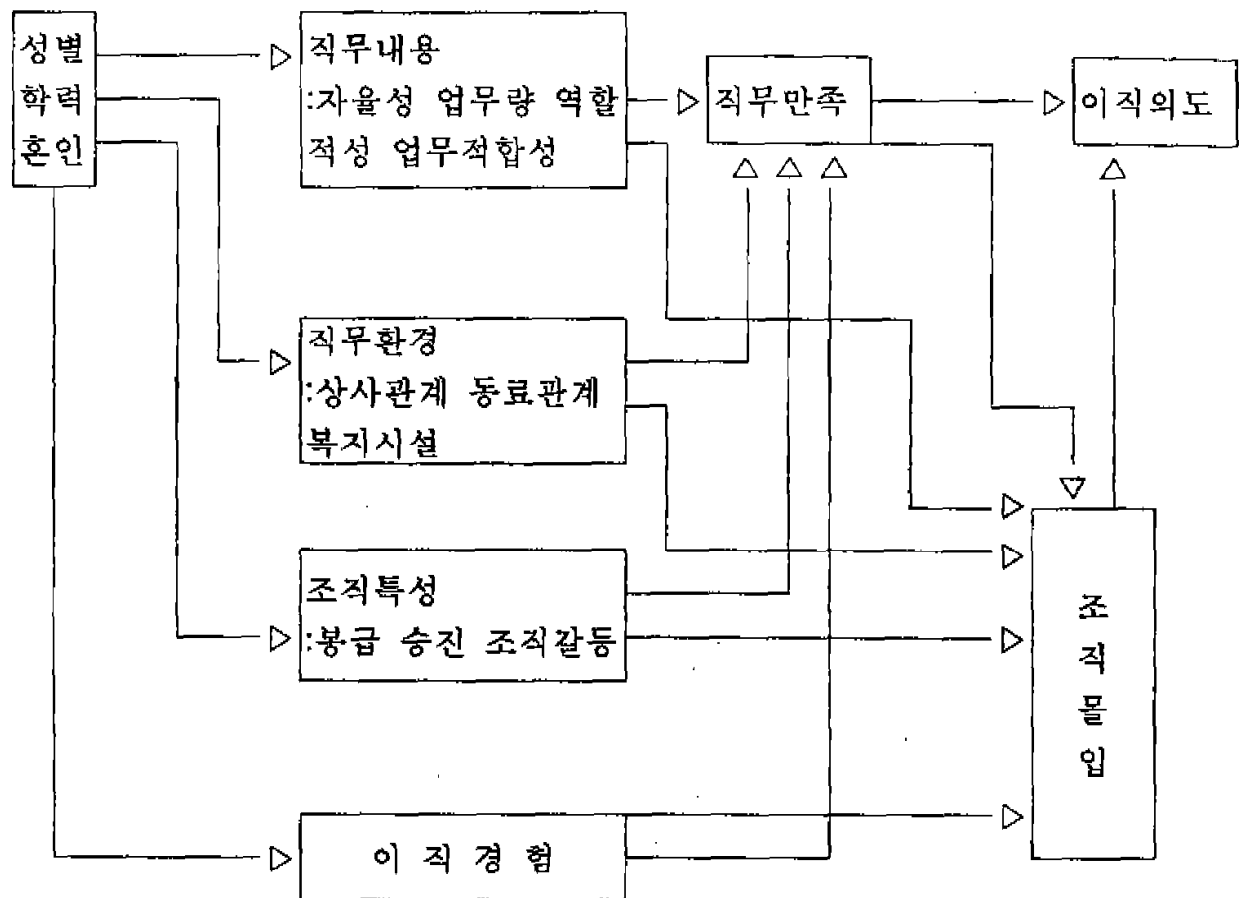 성별
학력
혼인
직무내용
:자율성 업무량 역할
적성 업무적합성
직무만족
이직의도
직무환경
:상사관계 동료관계
복지시설
조직특성
:봉급 승진 조직갈등
조
직
몰
입
이 직 경 험